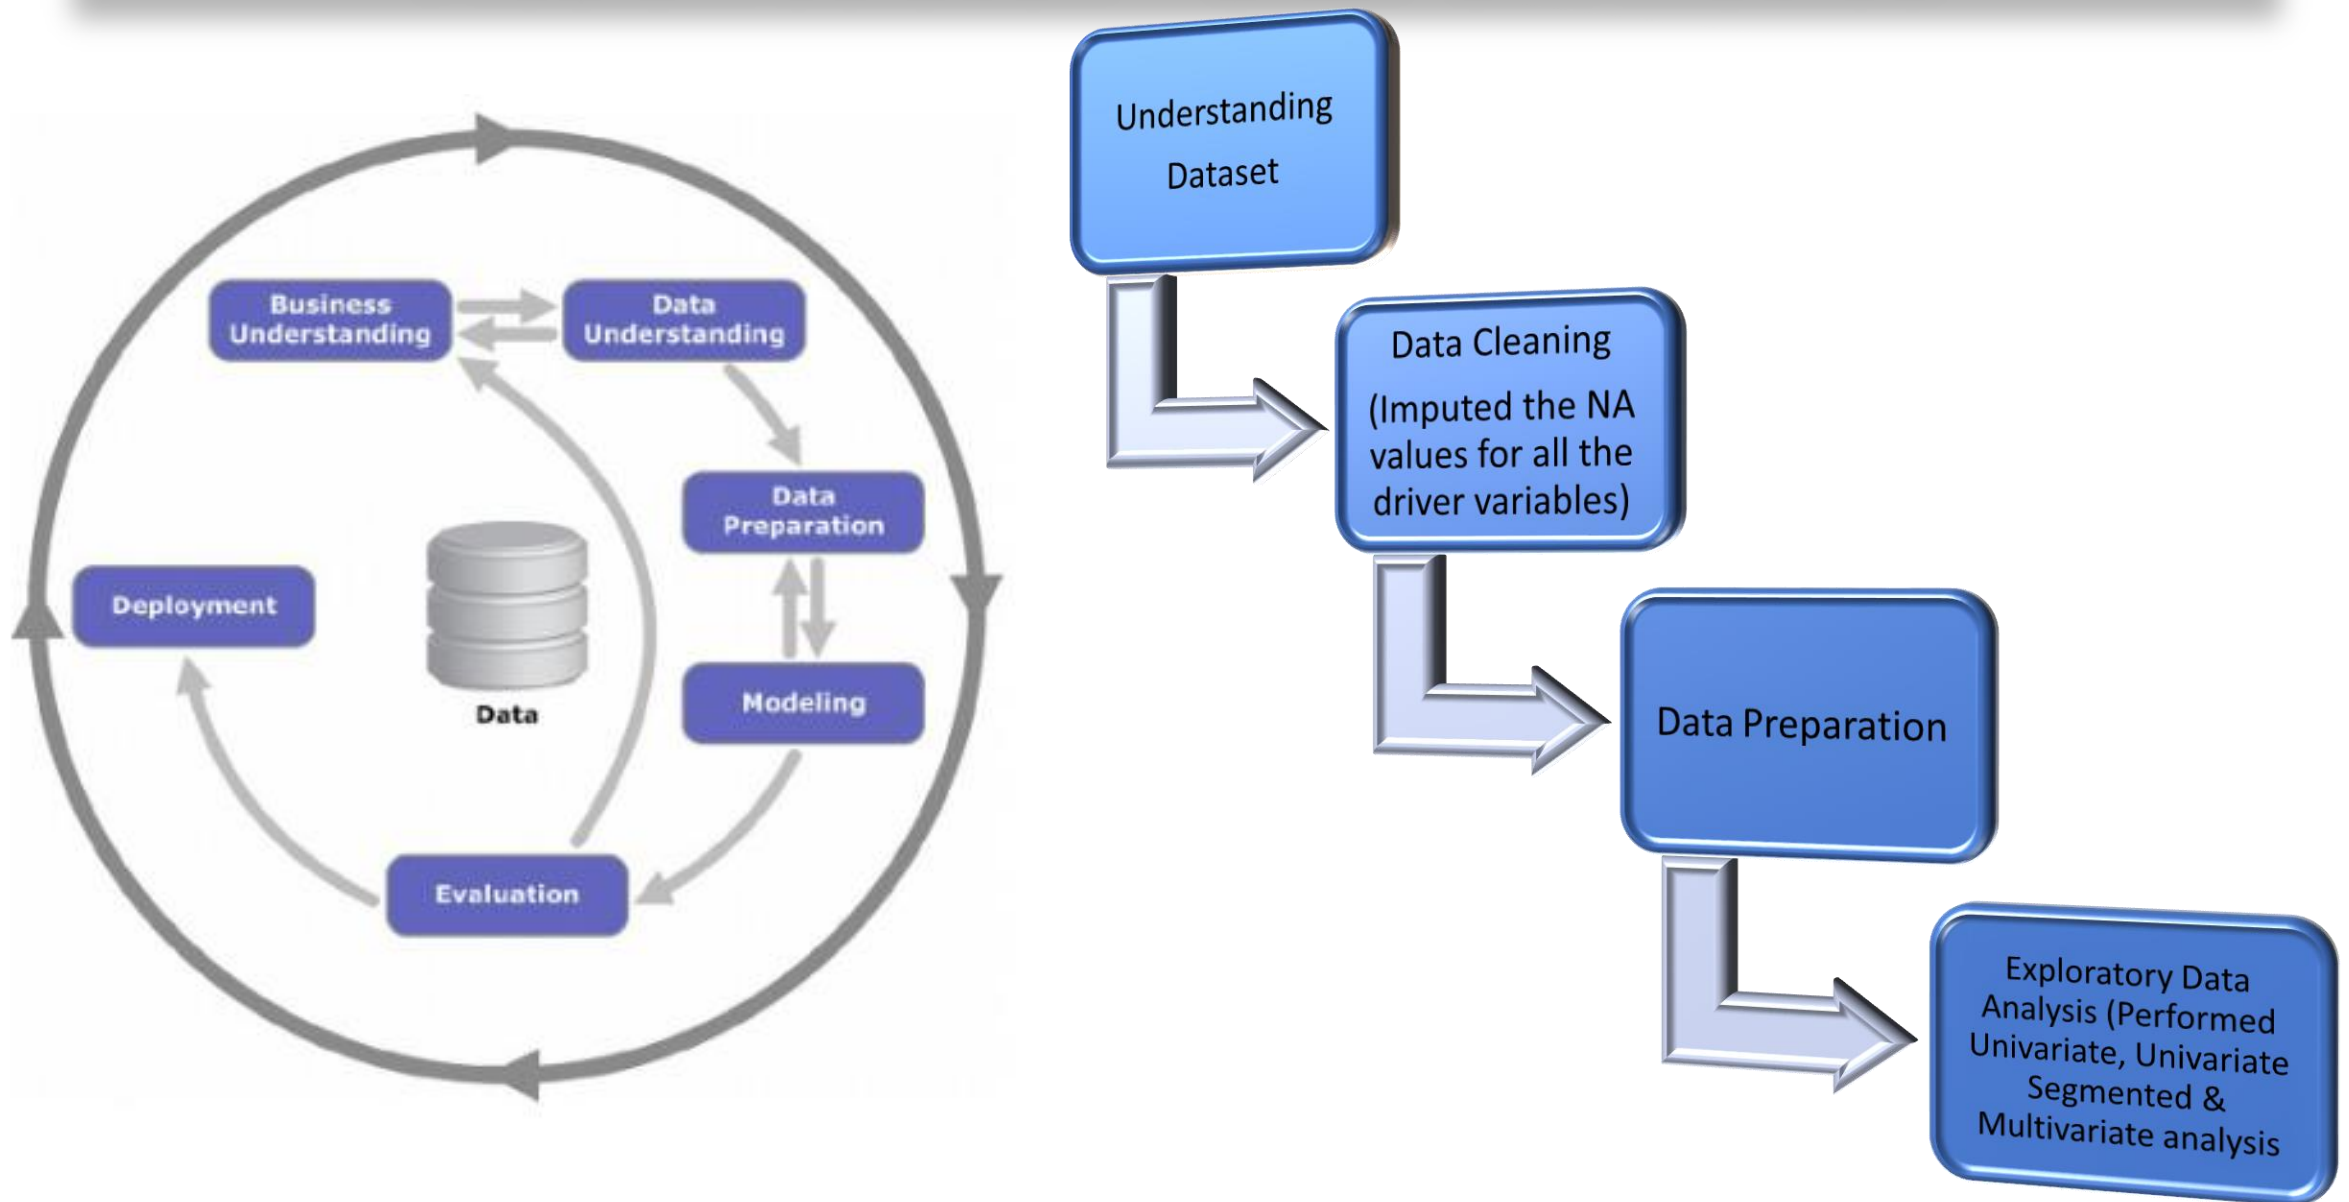 Business
Understanding
Data
Understanding
Data
Preparation
Modeling
Evaluation
Deployment
Data
Understanding
Dataset
Data Cleaning
(Imputed the NA
values for all the
driver variables)
Data Preparation
Exploratory Data
Analysis (Performed
Univariate, Univariate
Segmented &
Multivariate analysis